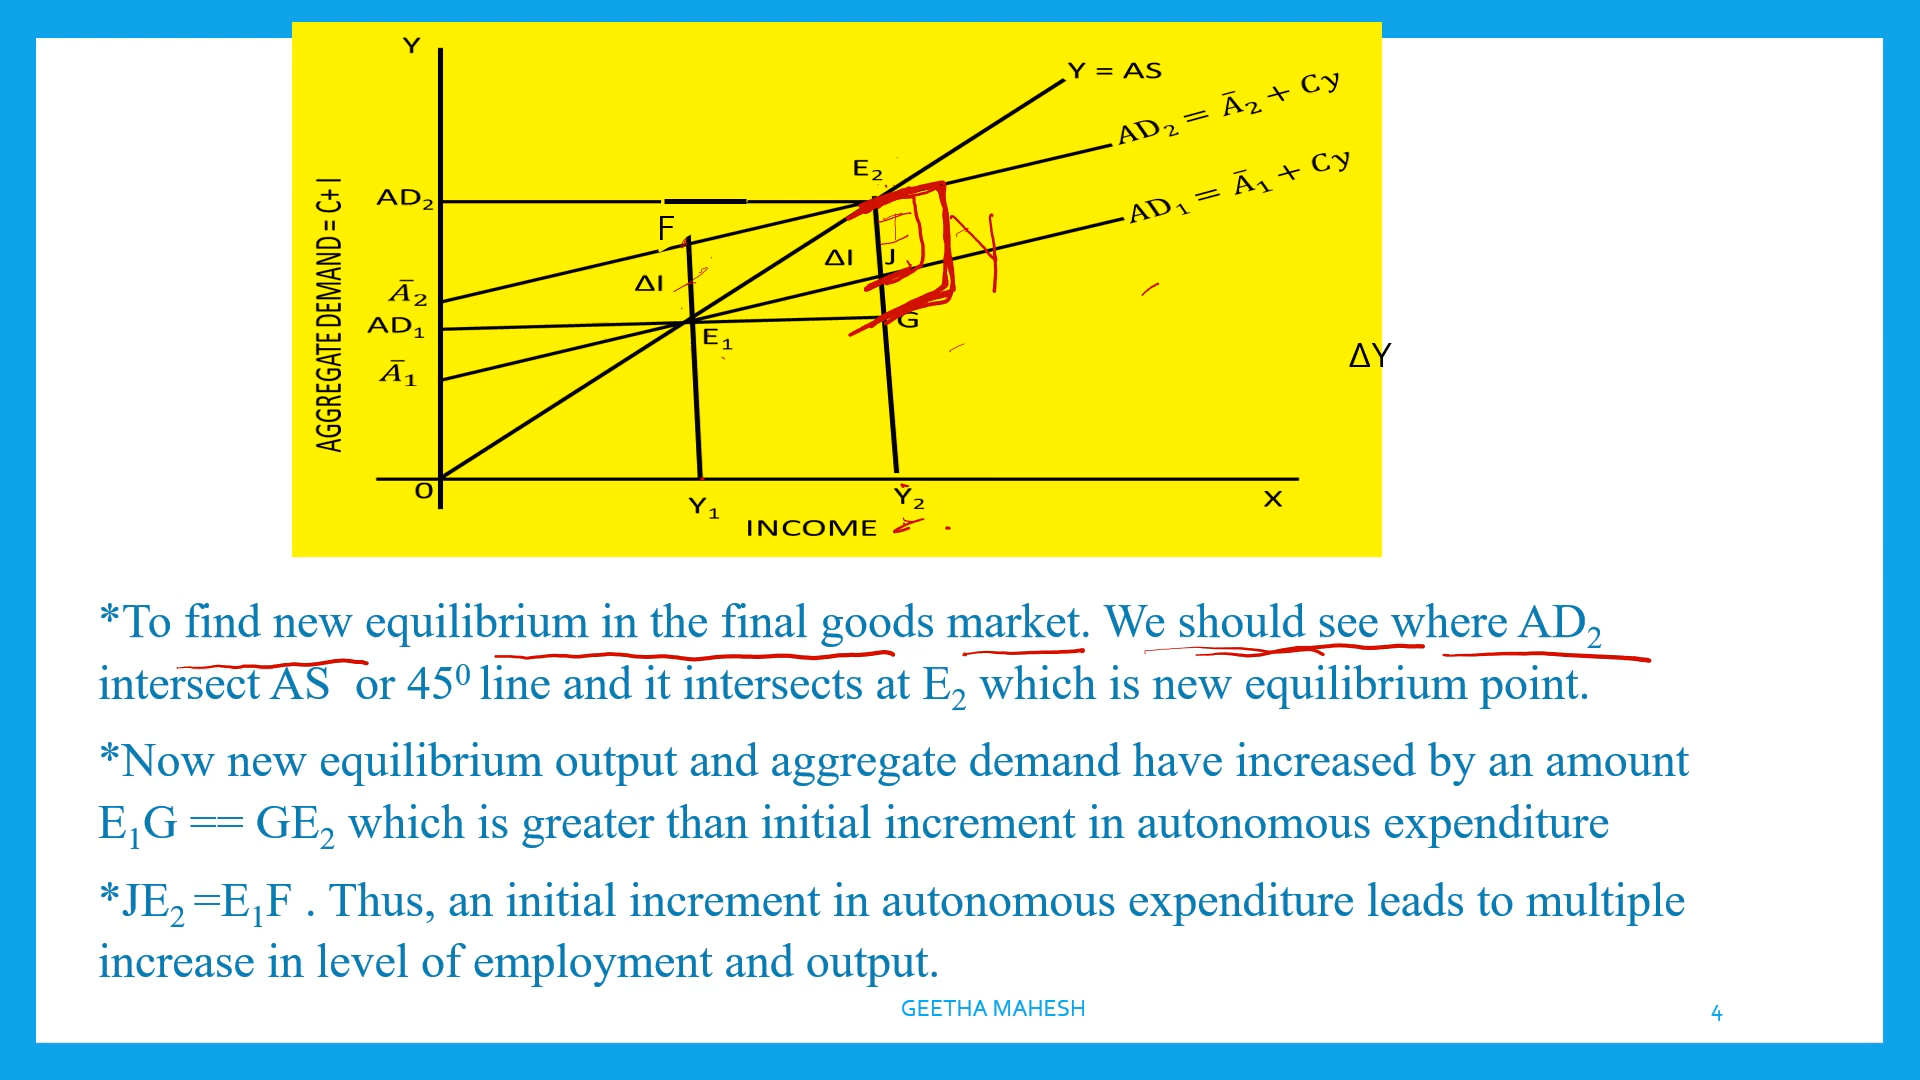 Y
Y = AS
AD₂ = Ā₂ + Cy
E₂
AD₁ = Ā₁ + Cy
AD₂
F
ΔI
J
ΔI
Ā₂
AD₁
G
E₁
ΔY
Ā₁
AGGREGATE DEMAND = C+ I
O
Y₁
Y₂
X
INCOME
*To find new equilibrium in the final goods market. We should see where AD₂
intersect AS or 45⁰ line and it intersects at E₂ which is new equilibrium point.
*Now new equilibrium output and aggregate demand have increased by an amount
E₁G == GE₂ which is greater than initial increment in autonomous expenditure
*JE₂ =E₁F . Thus, an initial increment in autonomous expenditure leads to multiple
increase in level of employment and output.
GEETHA MAHESH
4